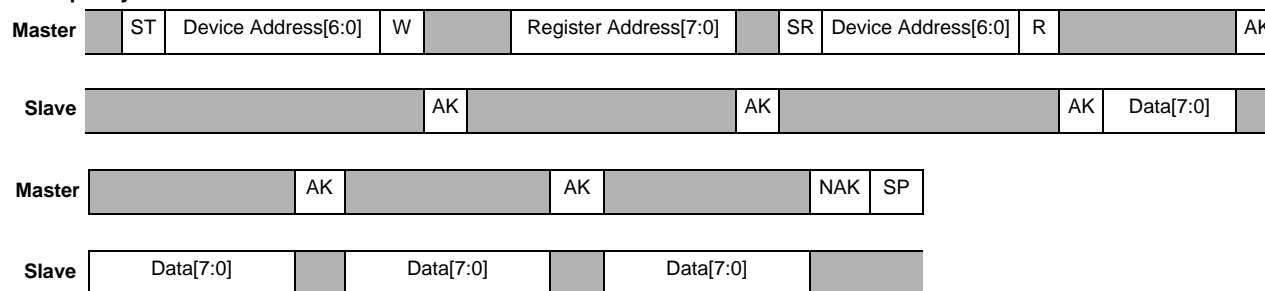 Master ST Device Address[6:0] W Register Address[7:0] SR Device Address[6:0] R AK
Slave AK AK AK Data[7:0]
Master AK AK NAK SP
Slave Data[7:0] Data[7:0] Data[7:0]